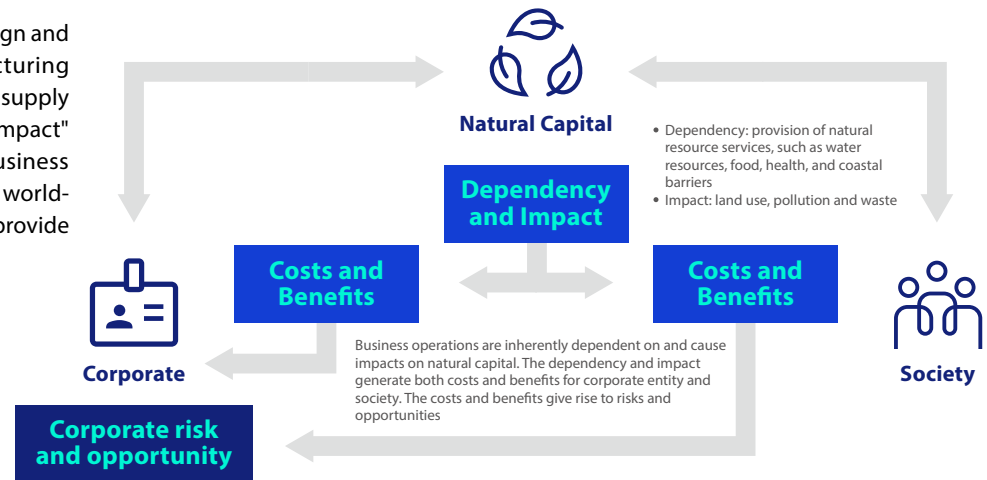 gn and
turing
supply
mpact"
usiness
world-
provide
Natural Capital
• Dependency: provision of natural
resource services, such as water
resources, food, health, and coastal
barriers
• Impact: land use, pollution and waste
Dependency
and Impact
Costs and
Benefits
Costs and
Benefits
Business operations are inherently dependent on and cause
impacts on natural capital. The dependency and impact
generate both costs and benefits for corporate entity and
society. The costs and benefits give rise to risks and
opportunities
Corporate
Society
Corporate risk
and opportunity